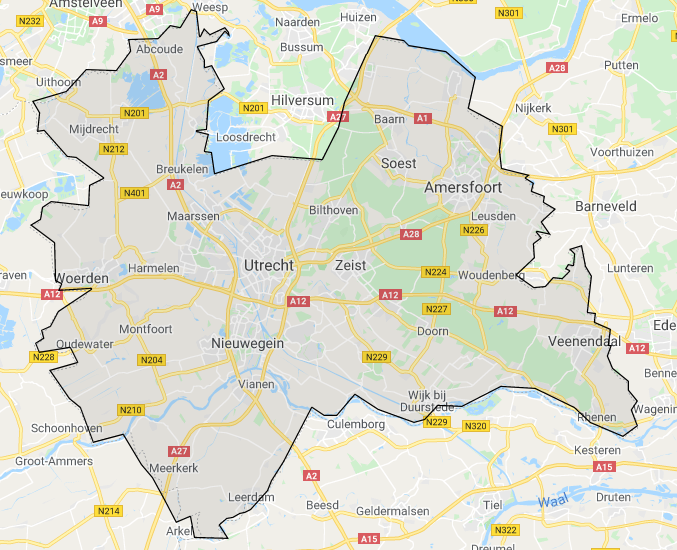 Amstelveen
Weesp
A9
N232
A9
Naarden
Huizen
N301
Ermelo
Abcoude
Bussum
smeer
Uithoorn
A2
A28
Putten
N201
N201
Hilversum
Nijkerk
Mijdrecht
Loosdrecht
A27
Baarn
A1
N301
N212
Voorthuizen
Breukelen
Soest
A2
N401
Amersfoort
ieuwkoop
Barneveld
Maarssen
Bilthoven
Leusden
N226
A28
Harmelen
Utrecht
Zeist
N224
Woudenberg
Lunteren
raven
Woerden
A12
A12
A12
N227
A12
Montfoort
Doorn
Ede
Oudewater
Nieuwegein
Veenendaal
A12
N228
N204
N229
Benne
Vianen
Wijk bij
Duurstede
N210
Rhenen
Wagenin
Schoonhoven
Culemborg
N229
N320
A27
Kesteren
Groot-Ammers
Meerkerk
A2
A15
Leerdam
Beesd
Tiel
Waal
Druten
N214
Geldermalsen
Arkel
N322
A15
Dreumel